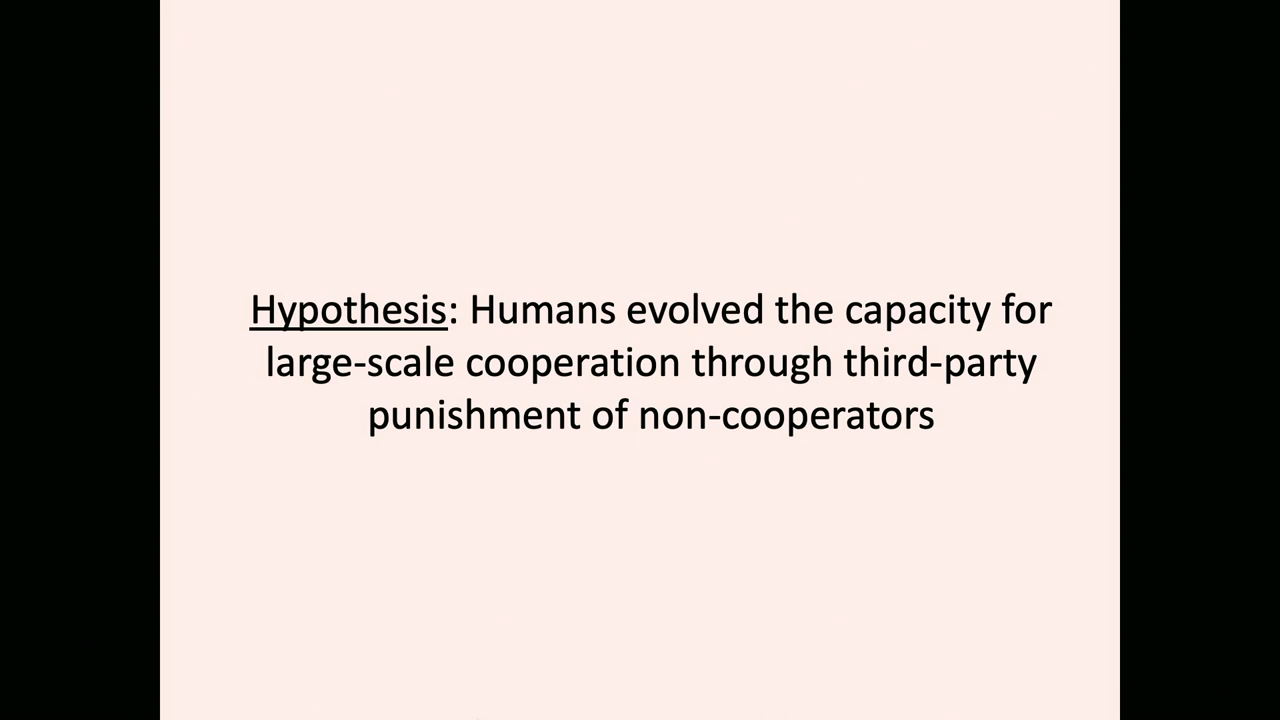 Hypothesis: Humans evolved the capacity for
large-scale cooperation through third-party
punishment of non-cooperators